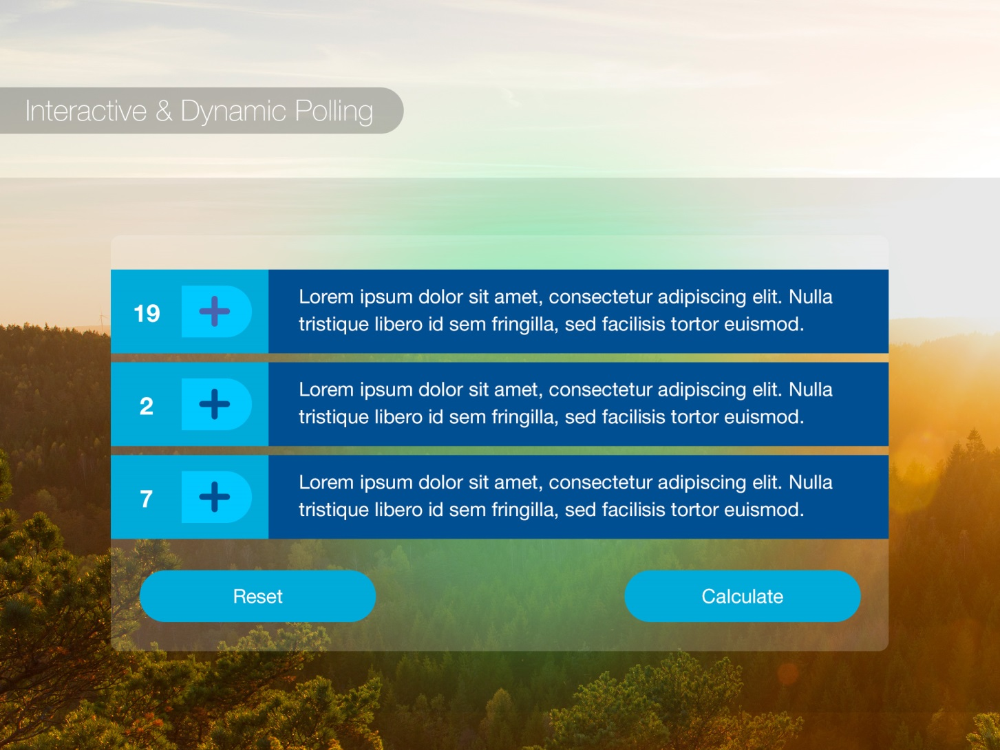 Interactive & Dynamic Polling
19
Lorem ipsum dolor sit amet, consectetur adipiscing elit. Nulla
tristique libero id sem fringilla, sed facilisis tortor euismod.
2
Lorem ipsum dolor sit amet, consectetur adipiscing elit. Nulla
tristique libero id sem fringilla, sed facilisis tortor euismod.
7
Lorem ipsum dolor sit amet, consectetur adipiscing elit. Nulla
tristique libero id sem fringilla, sed facilisis tortor euismod.
Reset
Calculate